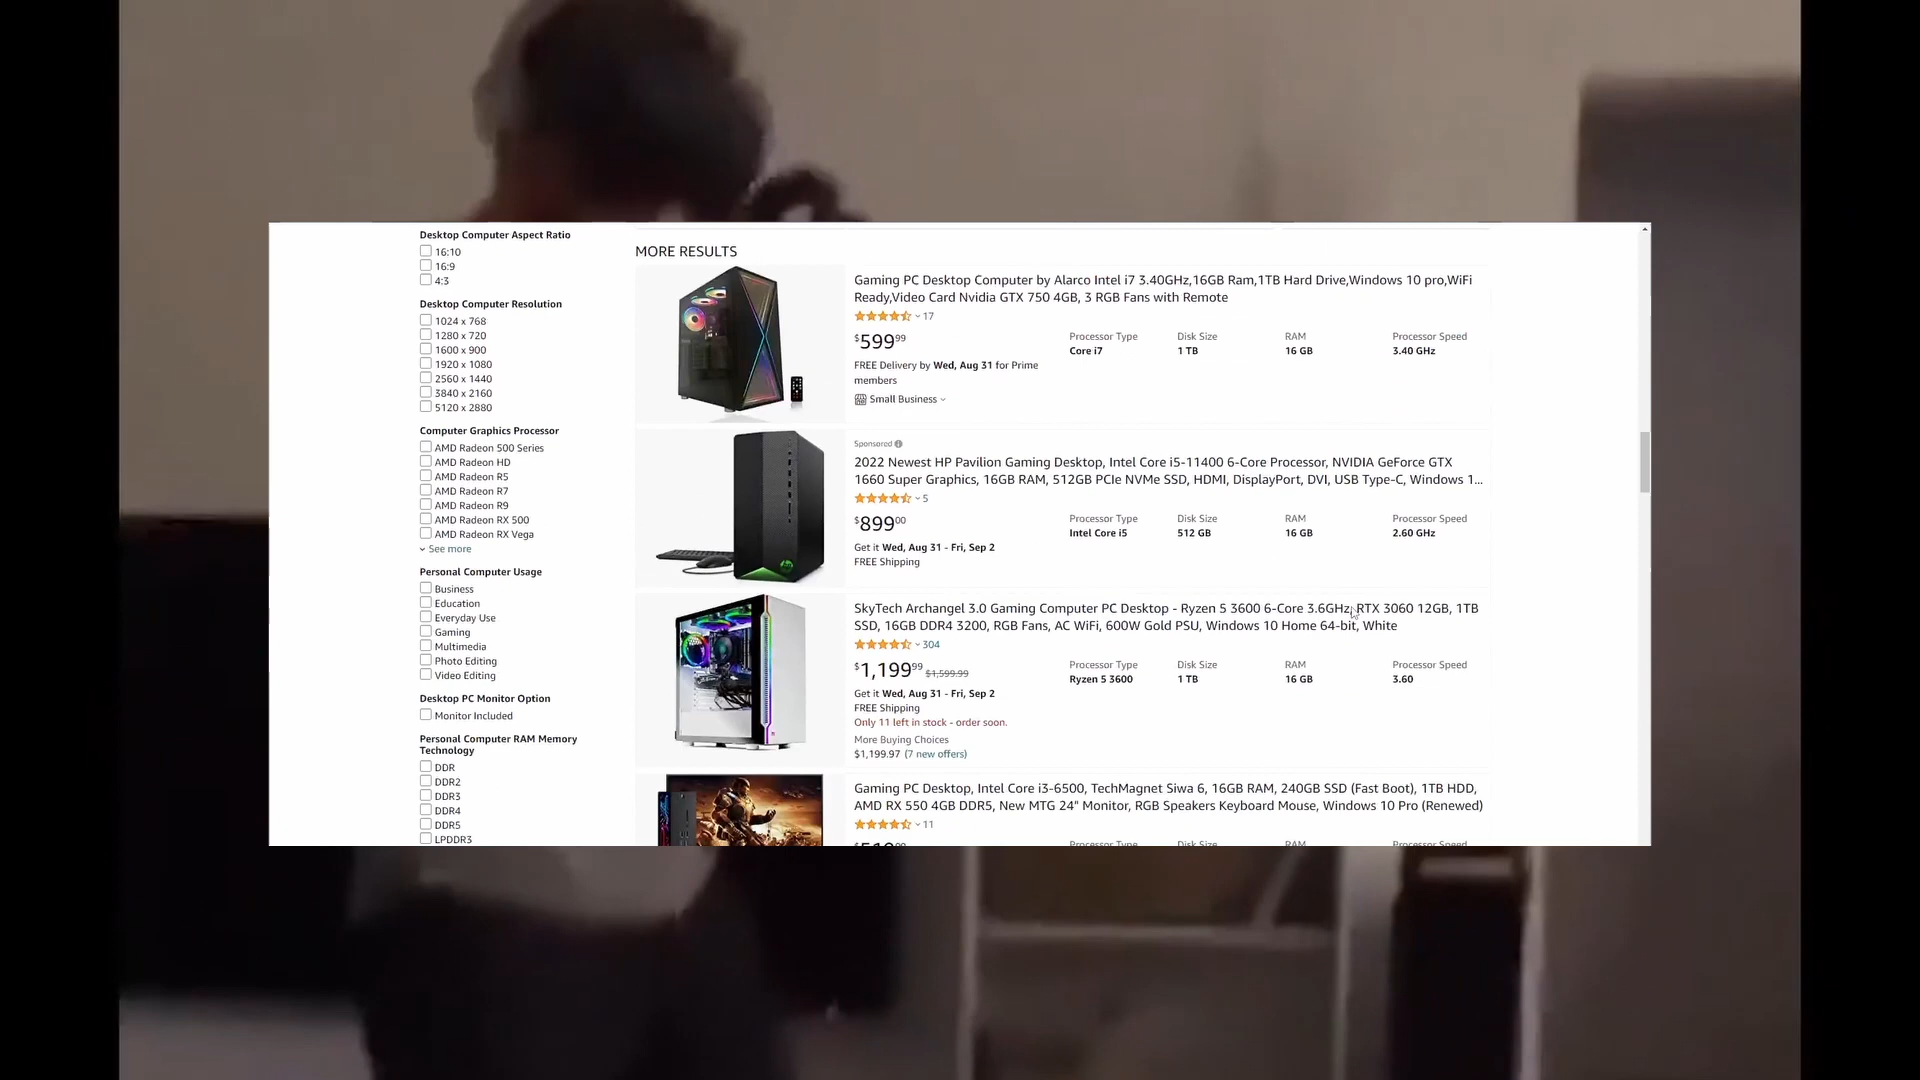 Desktop Computer Aspect Ratio
16:10
16:9
4:3
Desktop Computer Resolution
1024 x 768
1280 x 720
1600 x 900
1920 x 1080
2560 x 1440
3840 x 2160
5120 x 2880
Computer Graphics Processor
AMD Radeon 500 Series
AMD Radeon HD
AMD Radeon R5
AMD Radeon R7
AMD Radeon R9
AMD Radeon RX 500
AMD Radeon RX Vega
See more
Personal Computer Usage
Business
Education
Everyday Use
Gaming
Multimedia
Photo Editing
Video Editing
Desktop PC Monitor Option
Monitor Included
Personal Computer RAM Memory
Technology
DDR
DDR2
DDR3
DDR4
DDR5
LPDDR3
MORE RESULTS
Gaming PC Desktop Computer by Alarco Intel i7 3.40GHz,16GB Ram,1TB Hard Drive,Windows 10 pro,WiFi
Ready,Video Card Nvidia GTX 750 4GB, 3 RGB Fans with Remote
17
$59999
FREE Delivery by Wed, Aug 31 for Prime
members
Small Business
Processor Type Disk Size RAM Processor Speed
Core i7 1 TB 16 GB 3.40 GHz
Sponsored
2022 Newest HP Pavilion Gaming Desktop, Intel Core i5-11400 6-Core Processor, NVIDIA GeForce GTX
1660 Super Graphics, 16GB RAM, 512GB PCIe NVMe SSD, HDMI, DisplayPort, DVI, USB Type-C, Windows 1...
5
$89900
Get it Wed, Aug 31 - Fri, Sep 2
FREE Shipping
Processor Type Disk Size RAM Processor Speed
Intel Core i5 512 GB 16 GB 2.60 GHz
SkyTech Archangel 3.0 Gaming Computer PC Desktop - Ryzen 5 3600 6-Core 3.6GHz, RTX 3060 12GB, 1TB
SSD, 16GB DDR4 3200, RGB Fans, AC WiFi, 600W Gold PSU, Windows 10 Home 64-bit, White
304
$1,19999 $1,599.99
Get it Wed, Aug 31 - Fri, Sep 2
FREE Shipping
Only 11 left in stock - order soon.
More Buying Choices
$1,199.97 (7 new offers)
Processor Type Disk Size RAM Processor Speed
Ryzen 5 3600 1 TB 16 GB 3.60
Gaming PC Desktop, Intel Core i3-6500, TechMagnet Siwa 6, 16GB RAM, 240GB SSD (Fast Boot), 1TB HDD,
AMD RX 550 4GB DDR5, New MTG 24" Monitor, RGB Speakers Keyboard Mouse, Windows 10 Pro (Renewed)
11
Processor Type Disk Size RAM Processor Speed